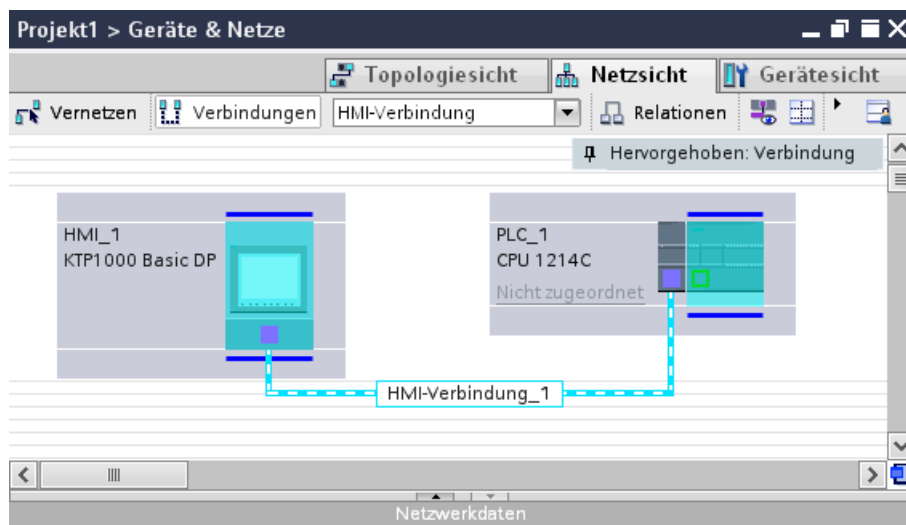 Projekt1 > Geräte & Netze
Topologiesicht Netzsicht Gerätesicht
Vernetzen Verbindungen HMI-Verbindung Relationen
Hervorgehoben: Verbindung
HMI_1
KTP1000 Basic DP
PLC_1
CPU 1214C
Nicht zugeordnet
HMI-Verbindung_1
Netzwerkdaten